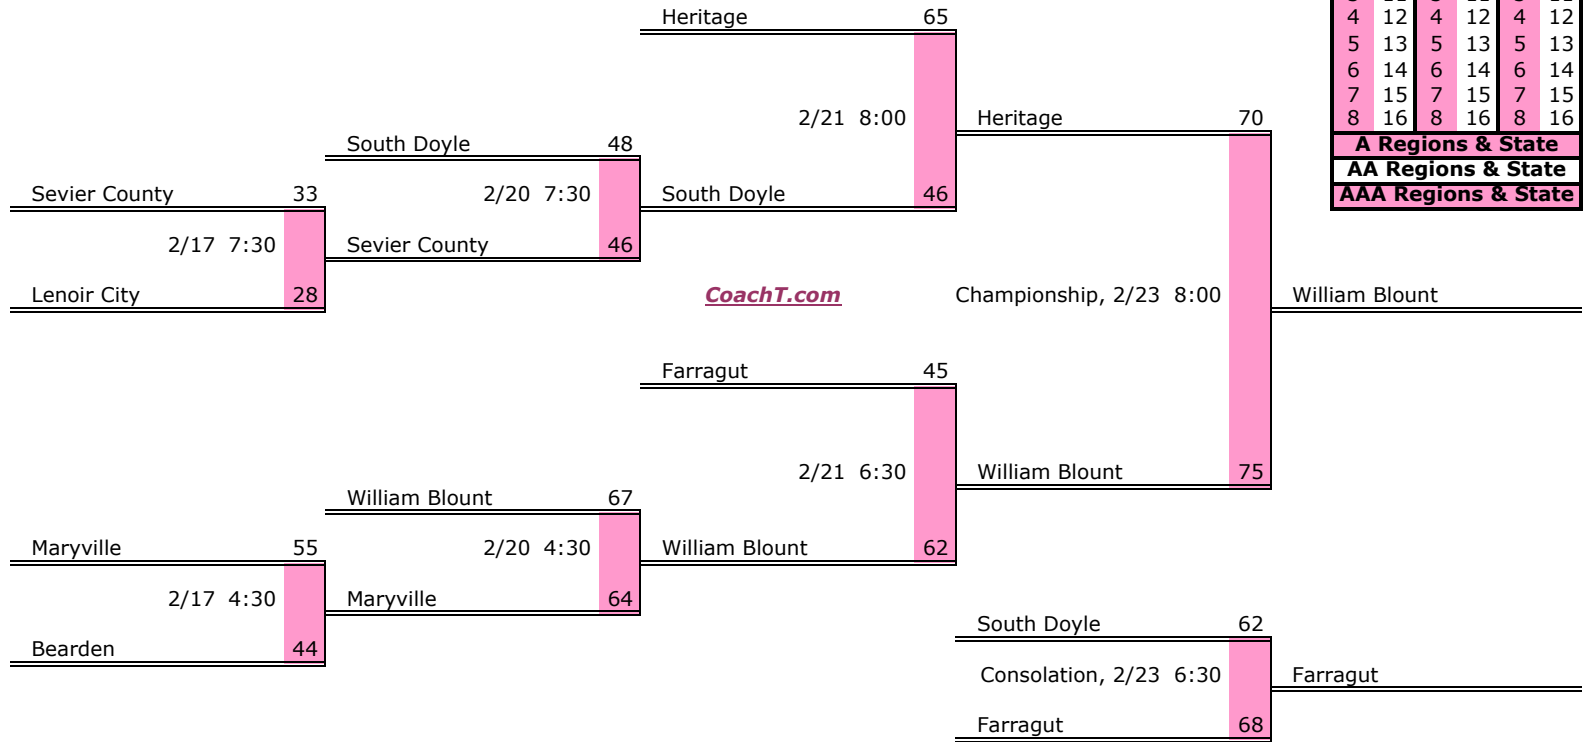 Heritage 65
4 12 4 12 4 12
5 13 5 13 5 13
6 14 6 14 6 14
2/21 8:00
7 15 7 15 7 15
Heritage 70
8 16 8 16 8 16
South Doyle 48
A Regions & State
AA Regions & State
Sevier County 33
2/20 7:30
South Doyle 46
AAA Regions & State
2/17 7:30
Sevier County 46
Lenoir City 28
CoachT.com
Championship, 2/23 8:00
William Blount
Farragut 45
2/21 6:30
William Blount 75
William Blount 67
Maryville 55
2/20 4:30
William Blount 62
2/17 4:30
Maryville 64
South Doyle 62
Bearden 44
Consolation, 2/23 6:30
Farragut
Farragut 68